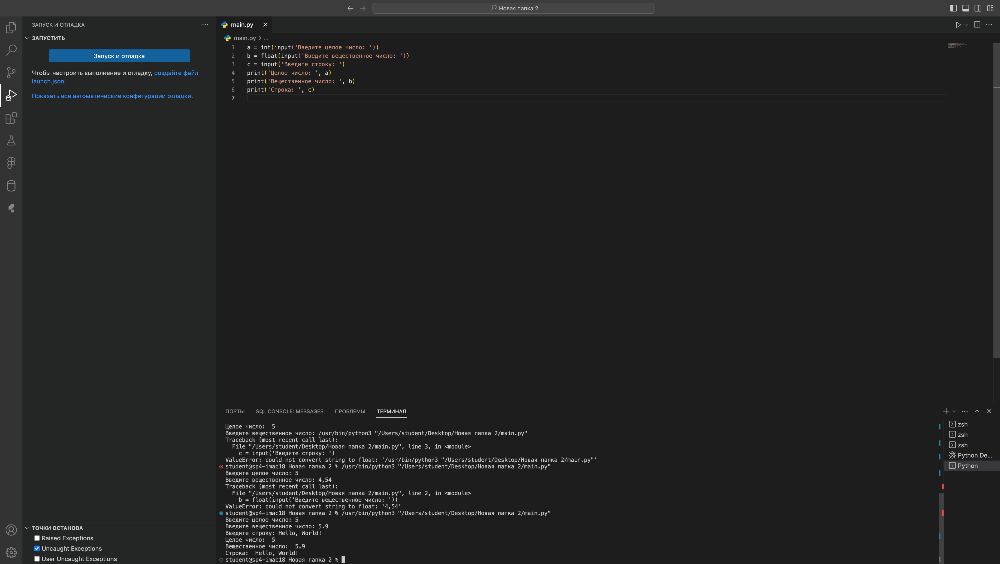 Новая папка 2
ЗАПУСК И ОТЛАДКА
ЗАПУСТИТЬ
Запуск и отладка
Чтобы настроить выполнение и отладку, создайте файл
launch.json.
Показать все автоматические конфигурации отладки.
ТОЧКИ ОСТАНОВА
Raised Exceptions
Uncaught Exceptions
User Uncaught Exceptions
main.py
main.py > ...
1 a = int(input('Введите целое число: '))
2 b = float(input('Введите вещественное число: '))
3 c = input('Введите строку: ')
4 print('Целое число: ', a)
5 print('Вещественное число: ', b)
6 print('Строка: ', c)
7
ПОРТЫ SQL CONSOLE: MESSAGES ПРОБЛЕМЫ ТЕРМИНАЛ
Целое число:  5
Введите вещественное число: /usr/bin/python3 "/Users/student/Desktop/Новая папка 2/main.py"
Traceback (most recent call last):
  File "/Users/student/Desktop/Новая папка 2/main.py", line 3, in <module>
    c = input('Введите строку: ')
ValueError: could not convert string to float: '/usr/bin/python3 "/Users/student/Desktop/Новая папка 2/main.py"'
student@sp4-imac18 Новая папка 2 % /usr/bin/python3 "/Users/student/Desktop/Новая папка 2/main.py"
Введите целое число: 5
Введите вещественное число: 4,54
Traceback (most recent call last):
  File "/Users/student/Desktop/Новая папка 2/main.py", line 2, in <module>
    b = float(input('Введите вещественное число: '))
ValueError: could not convert string to float: '4,54'
student@sp4-imac18 Новая папка 2 % /usr/bin/python3 "/Users/student/Desktop/Новая папка 2/main.py"
Введите целое число: 5
Введите вещественное число: 5.9
Введите строку: Hello, World!
Целое число:  5
Вещественное число:  5.9
Строка:  Hello, World!
student@sp4-imac18 Новая папка 2 %
zsh
zsh
zsh
Python De...
Python